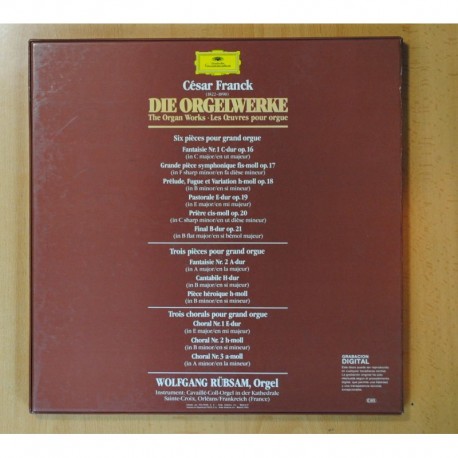 Deutsche
Grammophon
César Franck
(1822-1890)
DIE ORGELWERKE
The Organ Works · Les Œuvres pour orgue
Six pièces pour grand orgue
Fantaisie Nr. 1 C-dur op. 16
(in C major/en ut majeur)
Grande pièce symphonique fis-moll op. 17
(in F sharp minor/en fa dièse mineur)
Prélude, Fugue et Variation h-moll op. 18
(in B minor/en si mineur)
Pastorale E-dur op. 19
(in E major/en mi majeur)
Prière cis-moll op. 20
(in C sharp minor/en ut dièse mineur)
Final B-dur op. 21
(in B flat major/en si bémol majeur)
Trois pièces pour grand orgue
Fantaisie Nr. 2 A-dur
(in A major/en la majeur)
Cantabile H-dur
(in B major/en si majeur)
Pièce héroïque h-moll
(in B minor/en si mineur)
Trois chorals pour grand orgue
Choral Nr. 1 E-dur
(in E major/en mi majeur)
Choral Nr. 2 h-moll
(in B minor/en si mineur)
Choral Nr. 3 a-moll
(in A minor/en la mineur)
WOLFGANG RÜBSAM, Orgel
Instrument: Cavaillé-Coll-Orgel in der Kathedrale
Sainte-Croix, Orléans/Frankreich (France)
GRABACION
DIGITAL